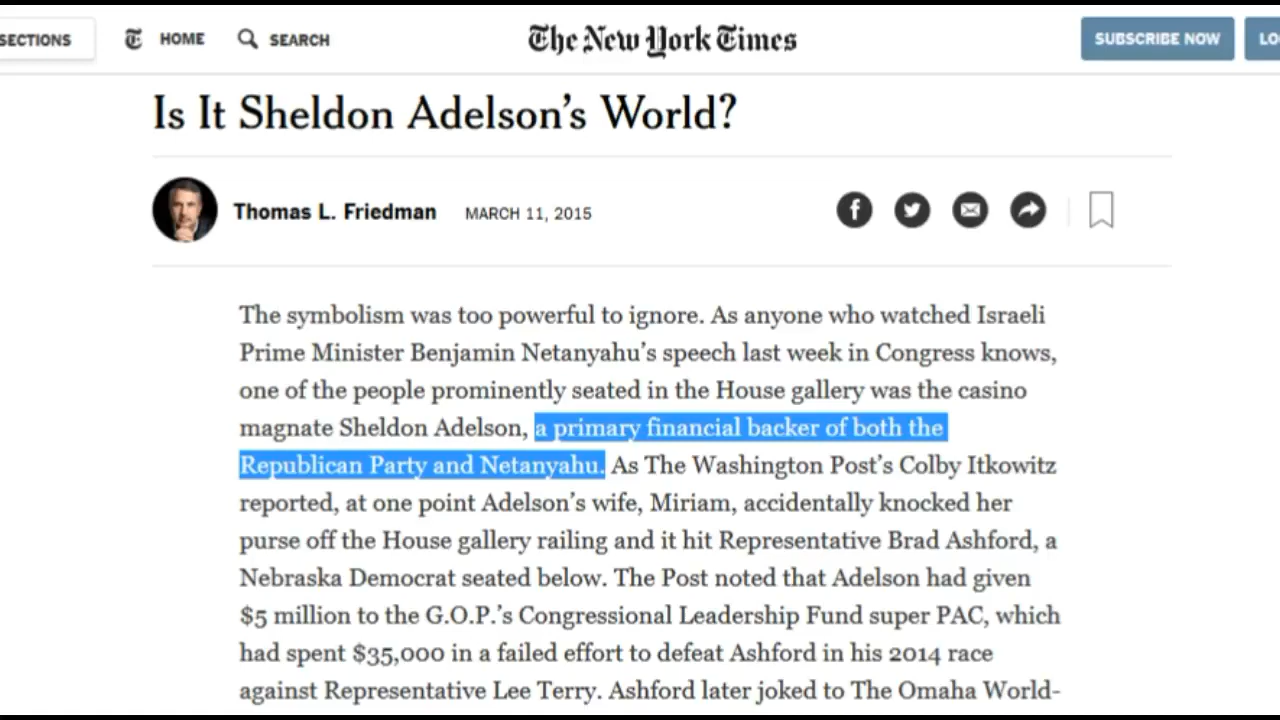 SECTIONS
HOME
SEARCH
The New York Times
SUBSCRIBE NOW
Is It Sheldon Adelson’s World?
Thomas L. Friedman
MARCH 11, 2015
The symbolism was too powerful to ignore. As anyone who watched Israeli
Prime Minister Benjamin Netanyahu’s speech last week in Congress knows,
one of the people prominently seated in the House gallery was the casino
magnate Sheldon Adelson, a primary financial backer of both the
Republican Party and Netanyahu. As The Washington Post’s Colby Itkowitz
reported, at one point Adelson’s wife, Miriam, accidentally knocked her
purse off the House gallery railing and it hit Representative Brad Ashford, a
Nebraska Democrat seated below. The Post noted that Adelson had given
$5 million to the G.O.P.’s Congressional Leadership Fund super PAC, which
had spent $35,000 in a failed effort to defeat Ashford in his 2014 race
against Representative Lee Terry. Ashford later joked to The Omaha World-